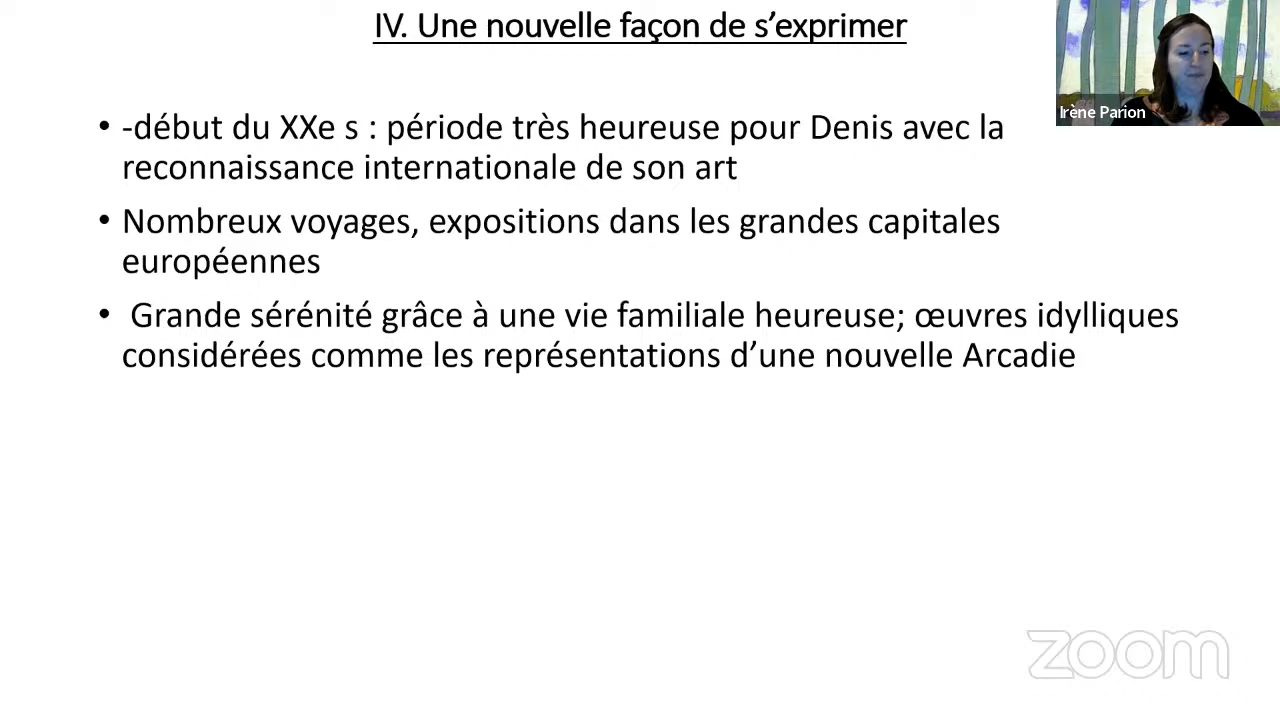 IV. Une nouvelle façon de s’exprimer
Irène Parion
• -début du XXe s : période très heureuse pour Denis avec la
reconnaissance internationale de son art
• Nombreux voyages, expositions dans les grandes capitales
européennes
• Grande sérénité grâce à une vie familiale heureuse; œuvres idylliques
considérées comme les représentations d’une nouvelle Arcadie
zoom